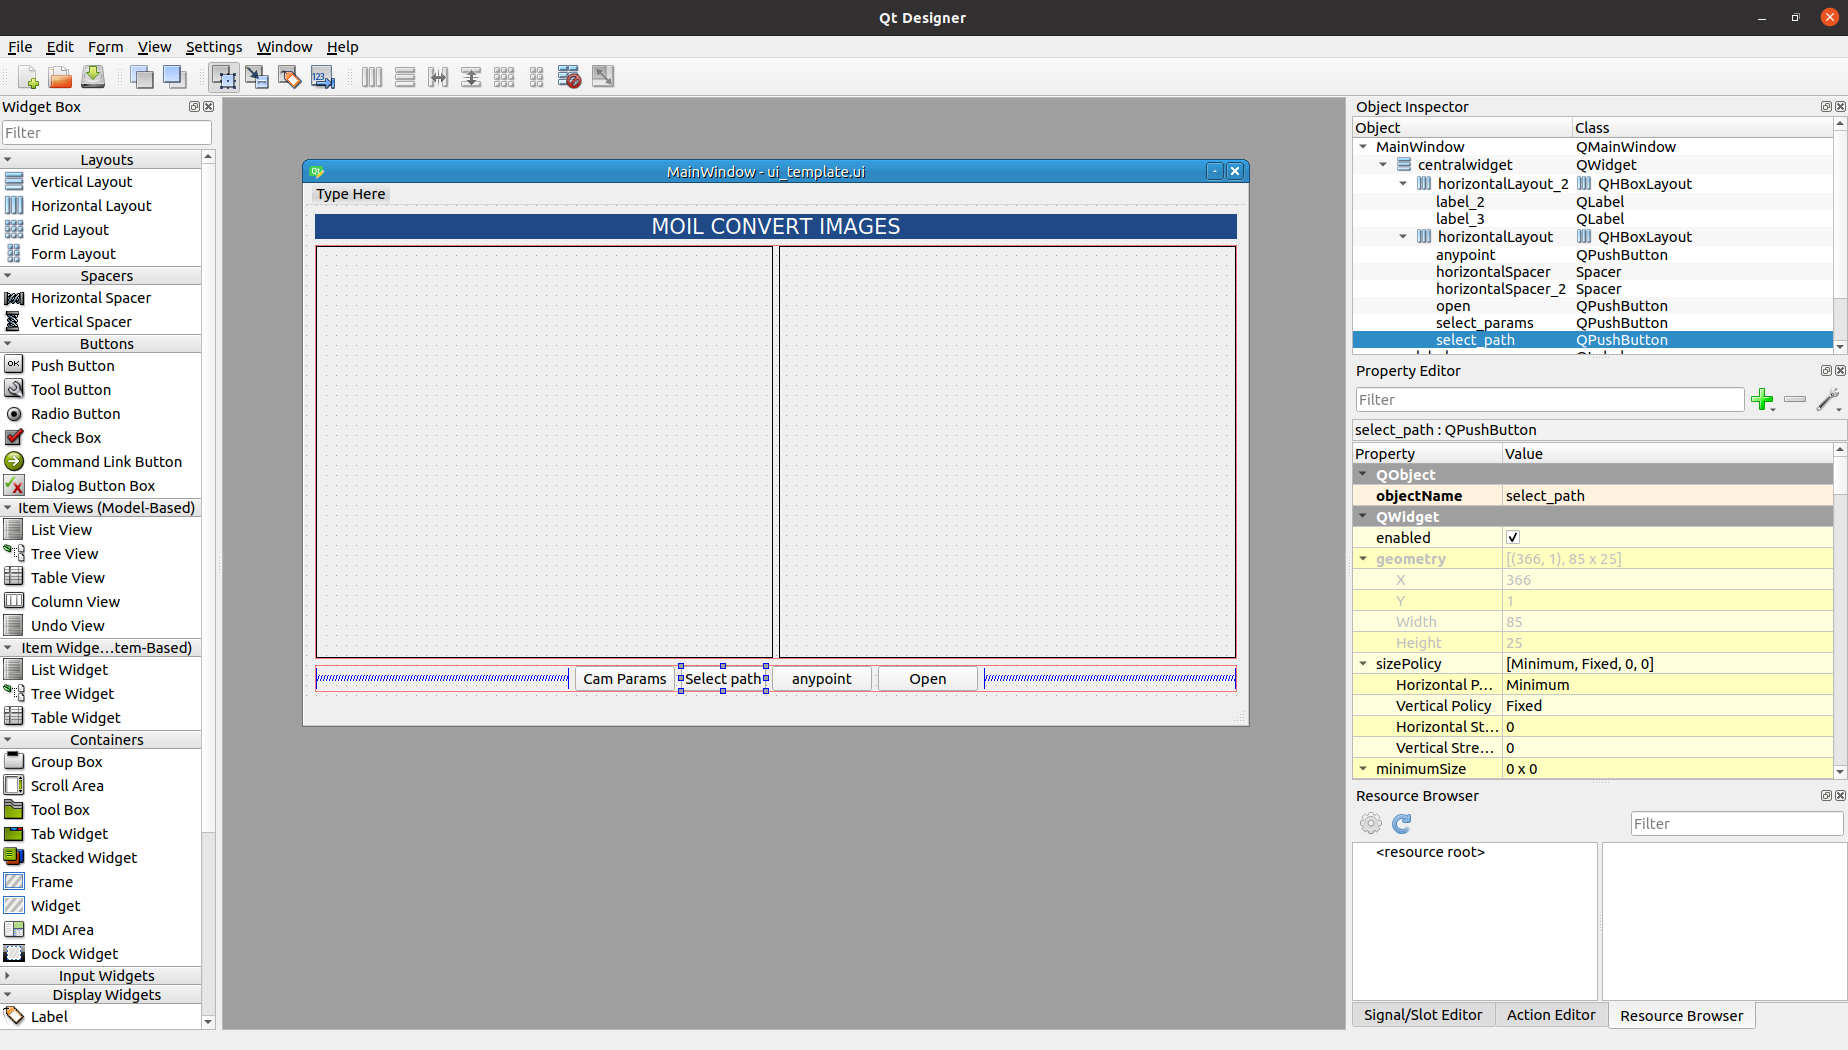 Qt Designer
File Edit Form View Settings Window Help
Widget Box
Filter
Layouts
Vertical Layout
Horizontal Layout
Grid Layout
Form Layout
Spacers
Horizontal Spacer
Vertical Spacer
Buttons
Push Button
Tool Button
Radio Button
Check Box
Command Link Button
Dialog Button Box
Item Views (Model-Based)
List View
Tree View
Table View
Column View
Undo View
Item Widge...tem-Based)
List Widget
Tree Widget
Table Widget
Containers
Group Box
Scroll Area
Tool Box
Tab Widget
Stacked Widget
Frame
Widget
MDI Area
Dock Widget
Input Widgets
Display Widgets
Label
MainWindow - ui_template.ui
Type Here
MOIL CONVERT IMAGES
Cam Params Select path anypoint Open
Object Inspector
Object Class
MainWindow QMainWindow
centralwidget QWidget
horizontalLayout_2 QHBoxLayout
label_2 QLabel
label_3 QLabel
horizontalLayout QHBoxLayout
anypoint QPushButton
horizontalSpacer Spacer
horizontalSpacer_2 Spacer
open QPushButton
select_params QPushButton
select_path QPushButton
Property Editor
Filter
select_path : QPushButton
Property Value
QObject
objectName select_path
QWidget
enabled
geometry [(366, 1), 85 x 25]
X 366
Y 1
Width 85
Height 25
sizePolicy [Minimum, Fixed, 0, 0]
Horizontal P... Minimum
Vertical Policy Fixed
Horizontal St... 0
Vertical Stre... 0
minimumSize 0 x 0
Resource Browser
Filter
<resource root>
Signal/Slot Editor Action Editor Resource Browser